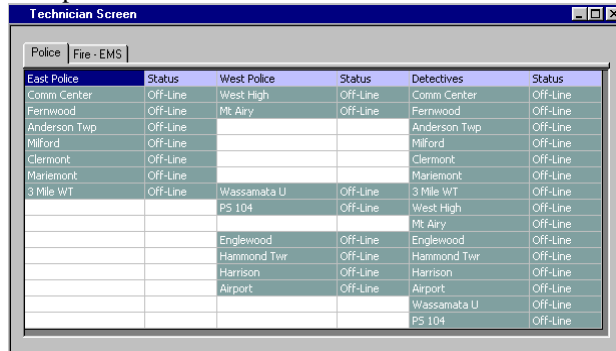 Technician Screen
Police Fire - EMS
East Police Status West Police Status Detectives Status
Comm Center Off-Line West High Off-Line Comm Center Off-Line
Fernwood Off-Line Mt Airy Off-Line Fernwood Off-Line
Anderson Twp Off-Line Anderson Twp Off-Line
Milford Off-Line Milford Off-Line
Clermont Off-Line Clermont Off-Line
Mariemont Off-Line Mariemont Off-Line
3 Mile WT Off-Line Wassamata U Off-Line 3 Mile WT Off-Line
PS 104 Off-Line West High Off-Line
Mt Airy Off-Line
Englewood Off-Line Englewood Off-Line
Hammond Twr Off-Line Hammond Twr Off-Line
Harrison Off-Line Harrison Off-Line
Airport Off-Line Airport Off-Line
Wassamata U Off-Line
PS 104 Off-Line